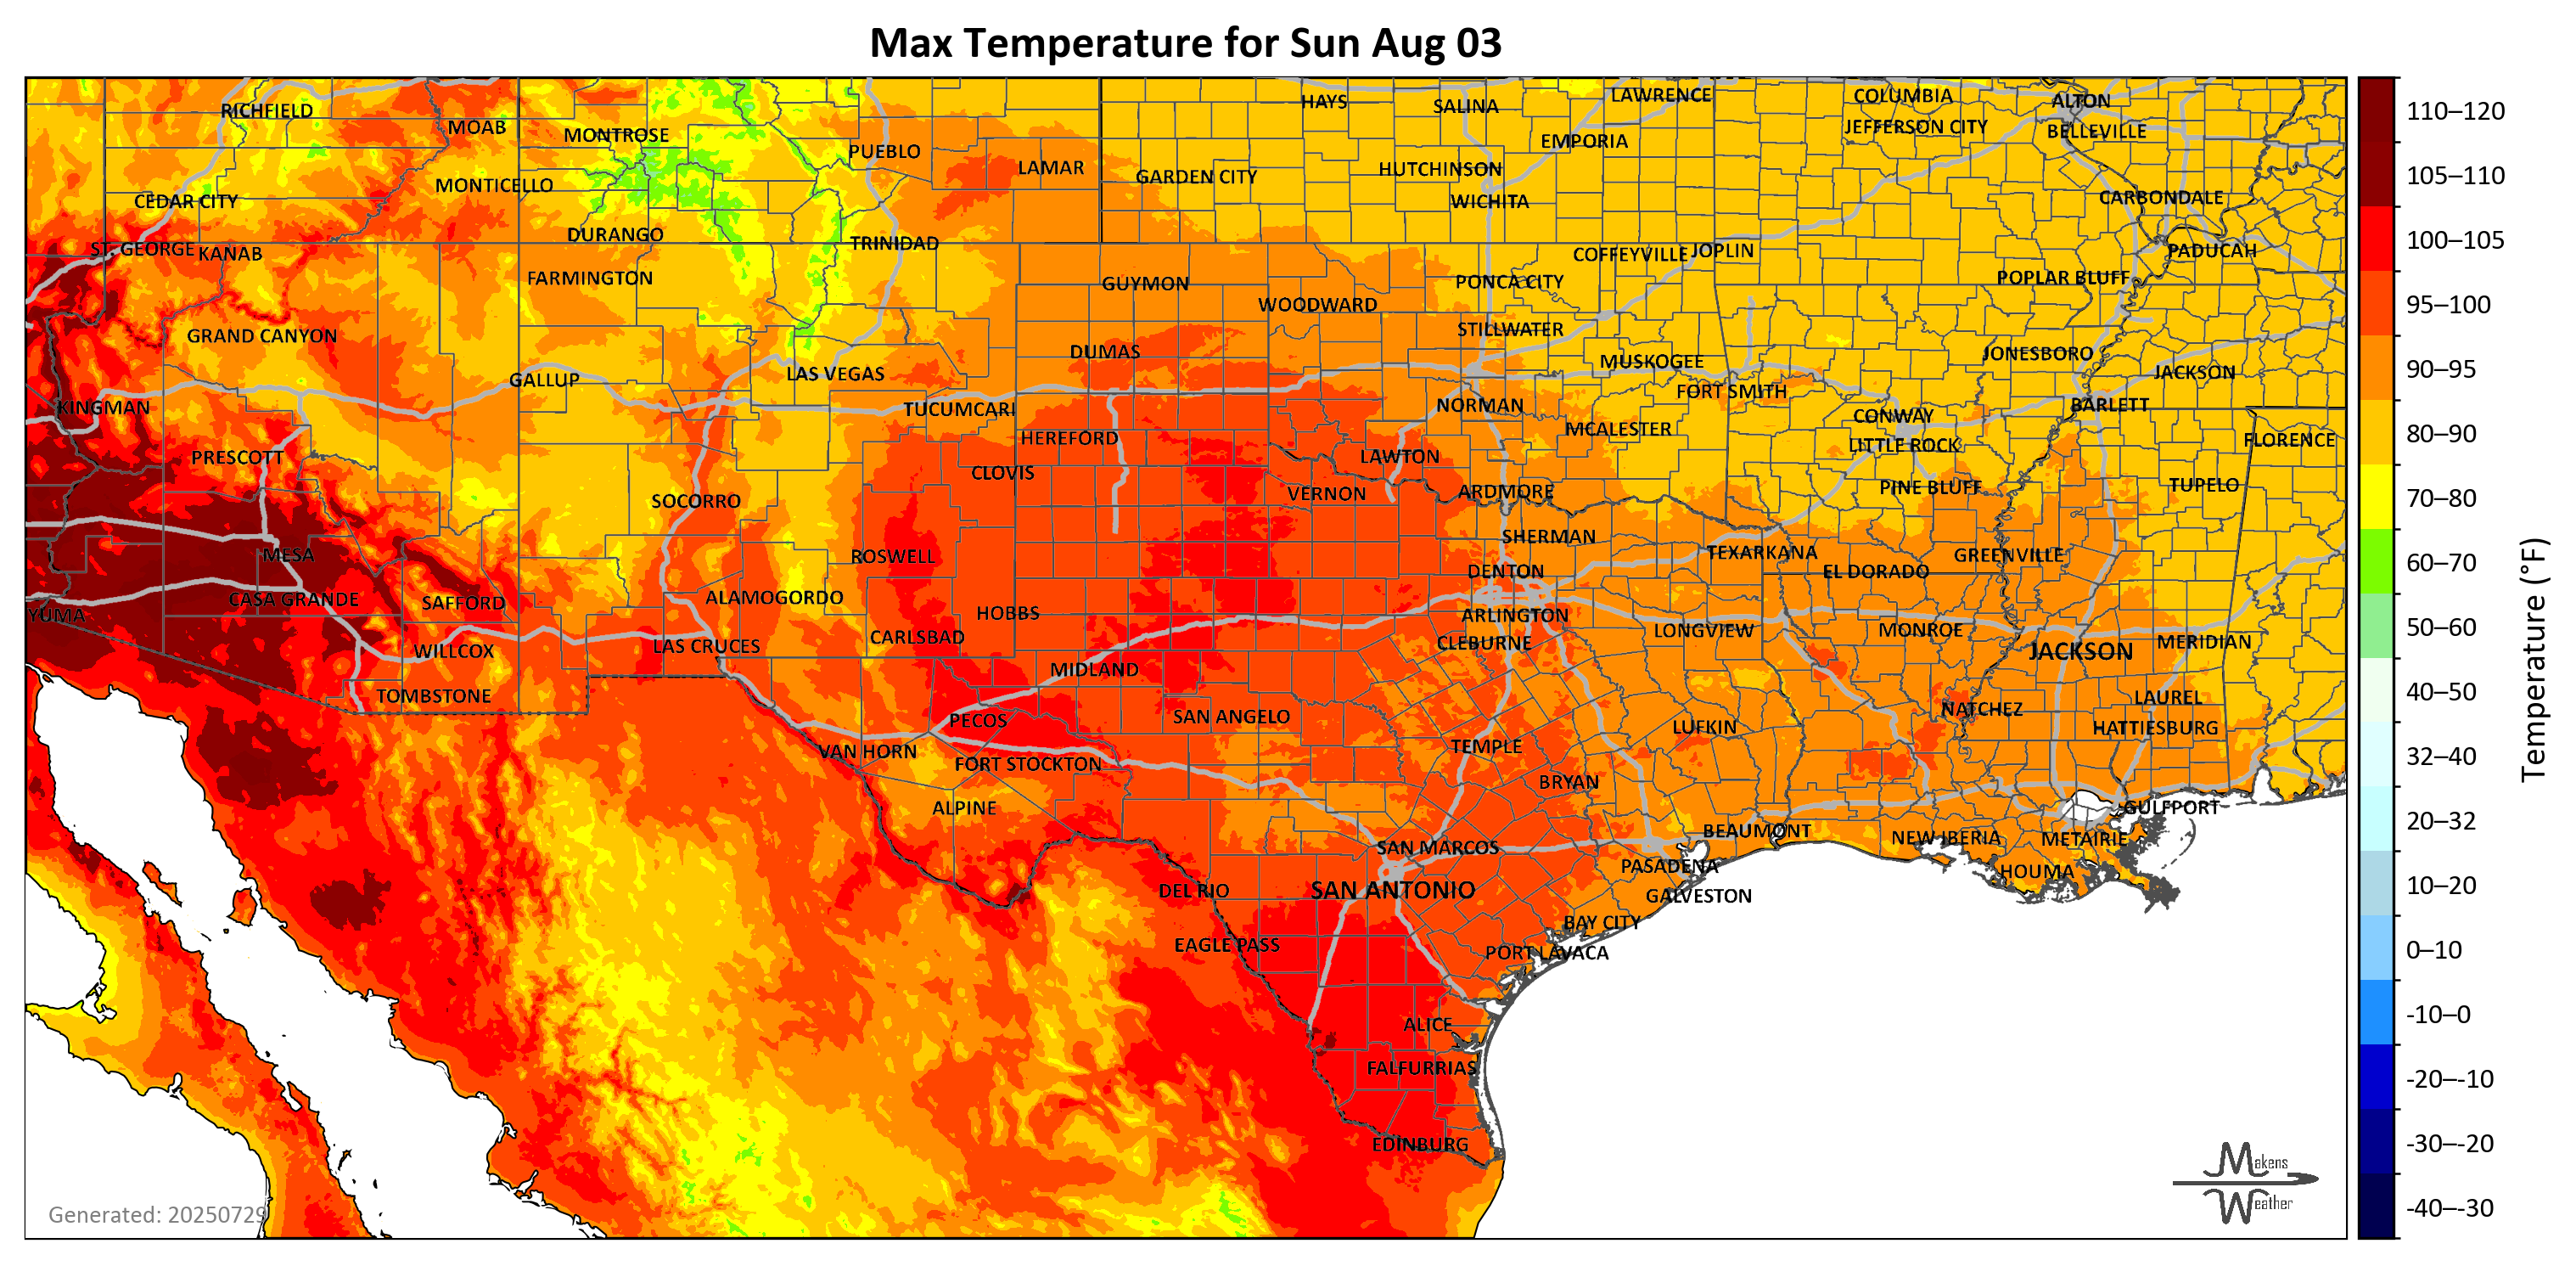 Max Temperature for Sun Aug 03
RICHFIELD
MOAB
MONTROSE
PUEBLO
LAMAR
HAYS
SALINA
LAWRENCE
COLUMBIA
ALTON
EMPORIA
JEFFERSON CITY
BELLEVILLE
CEDAR CITY
MONTICELLO
GARDEN CITY
HUTCHINSON
WICHITA
CARBONDALE
ST. GEORGE
KANAB
DURANGO
TRINIDAD
COFFEYVILLE
JOPLIN
PADUCAH
FARMINGTON
GUYMON
WOODWARD
PONCA CITY
POPLAR BLUFF
GRAND CANYON
DUMAS
STILLWATER
MUSKOGEE
JONESBORO
GALLUP
LAS VEGAS
FORT SMITH
JACKSON
KINGMAN
TUCUMCARI
NORMAN
CONWAY
BARLETT
PRESCOTT
HEREFORD
CLOVIS
LAWTON
MCALESTER
LITTLE ROCK
FLORENCE
SOCORRO
VERNON
ARDMORE
PINE BLUFF
TUPELO
MESA
ROSWELL
SHERMAN
TEXARKANA
GREENVILLE
CASA GRANDE
SAFFORD
ALAMOGORDO
DENTON
EL DORADO
YUMA
HOBBS
ARLINGTON
WILLCOX
LAS CRUCES
CARLSBAD
CLEBURNE
LONGVIEW
MONROE
JACKSON
MERIDIAN
TOMBSTONE
MIDLAND
PECOS
SAN ANGELO
LUFKIN
NATCHEZ
LAUREL
HATTIESBURG
VAN HORN
FORT STOCKTON
TEMPLE
BRYAN
ALPINE
BEAUMONT
NEW IBERIA
METAIRIE
GULFPORT
SAN MARCOS
PASADENA
HOUMA
DEL RIO
SAN ANTONIO
GALVESTON
BAY CITY
EAGLE PASS
PORT LAVACA
ALICE
FALFURRIAS
EDINBURG
110–120
105–110
100–105
95–100
90–95
80–90
70–80
60–70
50–60
40–50
32–40
20–32
10–20
0–10
-10–0
-20–-10
-30–-20
-40–-30
Temperature (°F)
Generated: 20250729
Makens
Weather